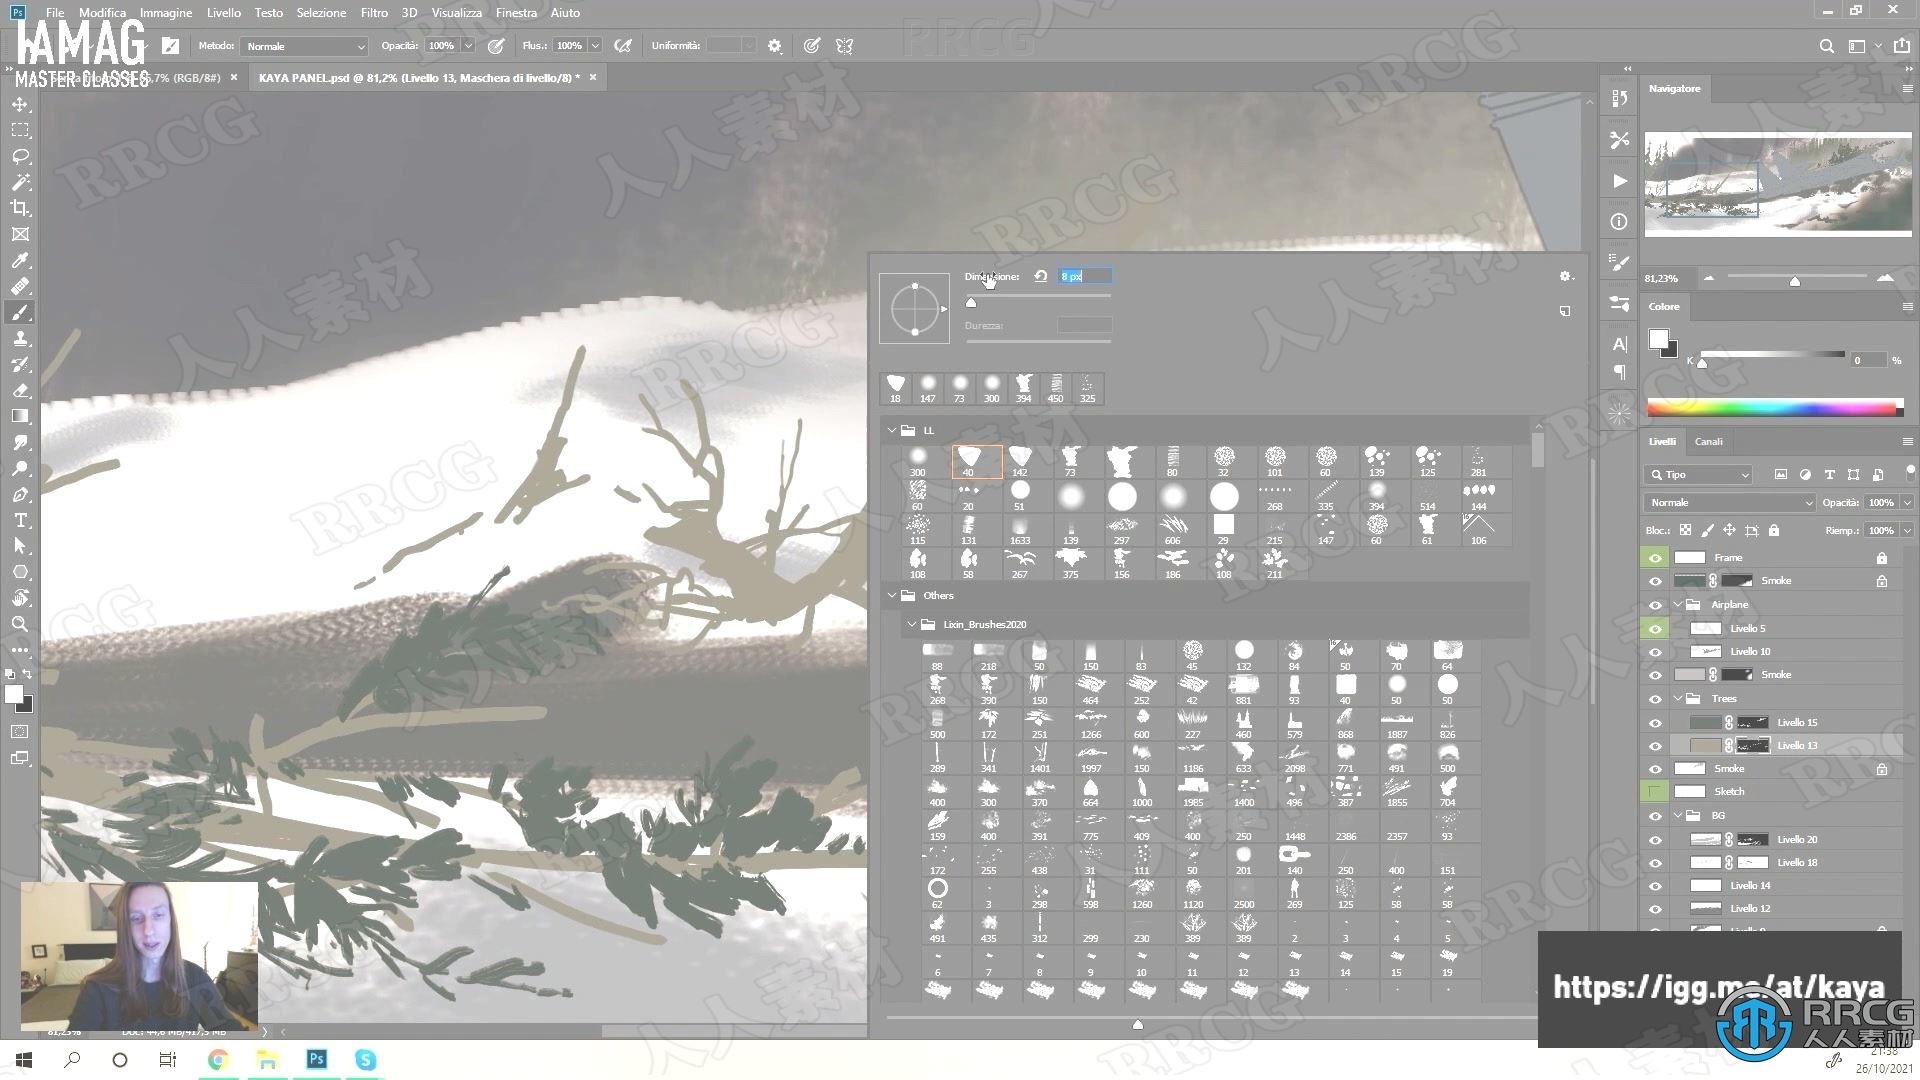 File Modifica Immagine Livello Testo Selezione Filtro 3D Visualizza Finestra Aiuto
IAMAG
MASTER CLASSES
Metodo: Normale Opacità: 100% Flus.: 100% Uniformità:
(RGB/8#) ×
KAYA PANEL.psd @ 81,2% (Livello 13, Maschera di livello/8) * ×
Navigatore
81,23%
Colore
K 0 %
Livelli Canali
Tipo
Normale Opacità: 100%
Bloc.: Riemp.: 100%
Frame
Smoke
Airplane
Livello 5
Livello 10
Smoke
Trees
Livello 15
Livello 13
Smoke
Sketch
BG
Livello 20
Livello 18
Livello 14
Livello 12
Dimensione: 8 px
Durezza:
18 147 73 300 394 450 325
LL
300 40 142 73 80 32 101 60 139 125 281
60 20 51 268 335 394 514 144
115 131 1633 139 297 606 29 215 147 60 61 106
108 58 267 375 156 186 108 211
Others
Lixin_Brushes2020
88 218 50 150 83 45 132 84 50 70 64
268 390 150 464 252 42 881 93 40 50 50
500 172 251 1266 600 227 460 579 868 1887 826
289 341 1401 1997 150 1186 633 2098 771 491 500
400 300 370 664 1000 1985 1400 496 387 1855 704
159 400 391 775 409 400 250 1448 2386 2357 93
172 255 438 31 111 50 201 140 250 400 151
62 3 298 598 1260 1120 2500 269 125 58 58
491 435 312 299 230 389 389 2 3 4 5
6 7 8 9 10 11 12 13 14 15 19
https://igg.me/at/kaya
RRCG
人人素材
21:38
26/10/2021